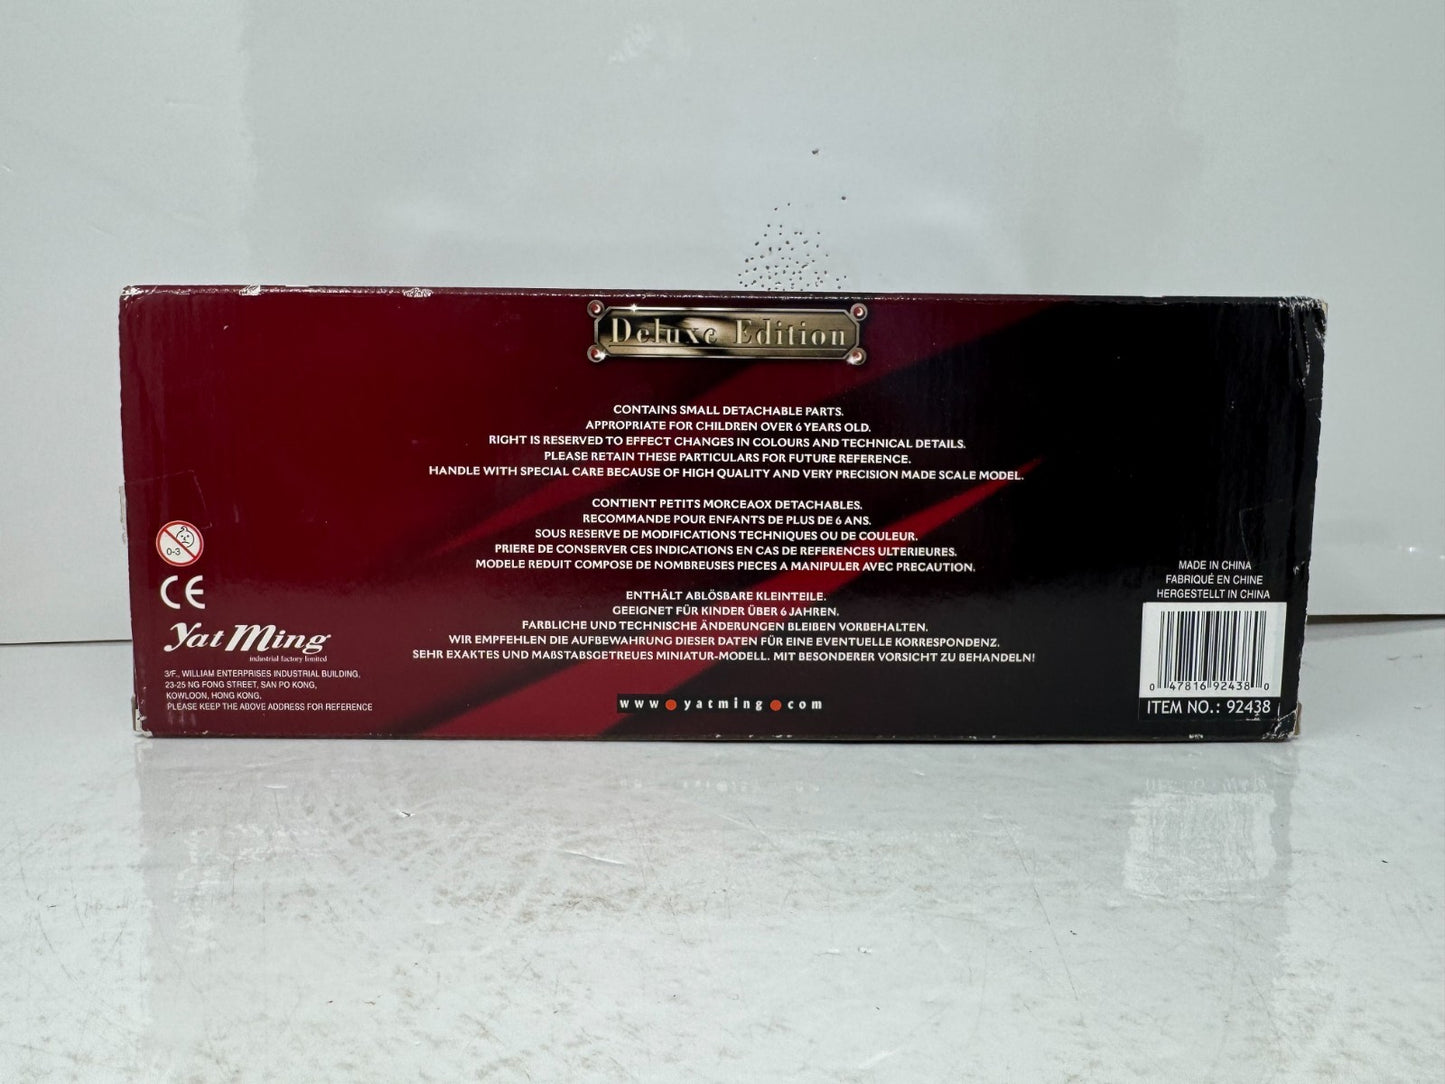 Deluxe Edition
CONTAINS SMALL DETACHABLE PARTS.
APPROPRIATE FOR CHILDREN OVER 6 YEARS OLD.
RIGHT IS RESERVED TO EFFECT CHANGES IN COLOURS AND TECHNICAL DETAILS.
PLEASE RETAIN THESE PARTICULARS FOR FUTURE REFERENCE.
HANDLE WITH SPECIAL CARE BECAUSE OF HIGH QUALITY AND VERY PRECISION MADE SCALE MODEL.
CONTIENT PETITS MORCEAOX DETACHABLES.
RECOMMANDE POUR ENFANTS DE PLUS DE 6 ANS.
SOUS RESERVE DE MODIFICATIONS TECHNIQUES OU DE COULEUR.
PRIERE DE CONSERVER CES INDICATIONS EN CAS DE REFERENCES ULTERIEURES.
MODELE REDUIT COMPOSE DE NOMBREUSES PIECES A MANIPULER AVEC PRECAUTION.
ENTHÄLT ABLÖSBARE KLEINTEILE.
GEEIGNET FÜR KINDER ÜBER 6 JAHREN.
FARBLICHE UND TECHNISCHE ÄNDERUNGEN BLEIBEN VORBEHALTEN.
WIR EMPFEHLEN DIE AUFBEWAHRUNG DIESER DATEN FÜR EINE EVENTUELLE KORRESPONDENZ.
SEHR EXAKTES UND MAßSTABSGETREUES MINIATUR-MODELL. MIT BESONDERER VORSICHT ZU BEHANDELN!
www.yatming.com
0-3
CE
Yat Ming
industrial factory limited
3/F., WILLIAM ENTERPRISES INDUSTRIAL BUILDING,
23-25 NG FONG STREET, SAN PO KONG,
KOWLOON, HONG KONG.
PLEASE KEEP THE ABOVE ADDRESS FOR REFERENCE
MADE IN CHINA
FABRIQUÉ EN CHINE
HERGESTELLT IN CHINA
0 47816 92438 0
ITEM NO.: 92438